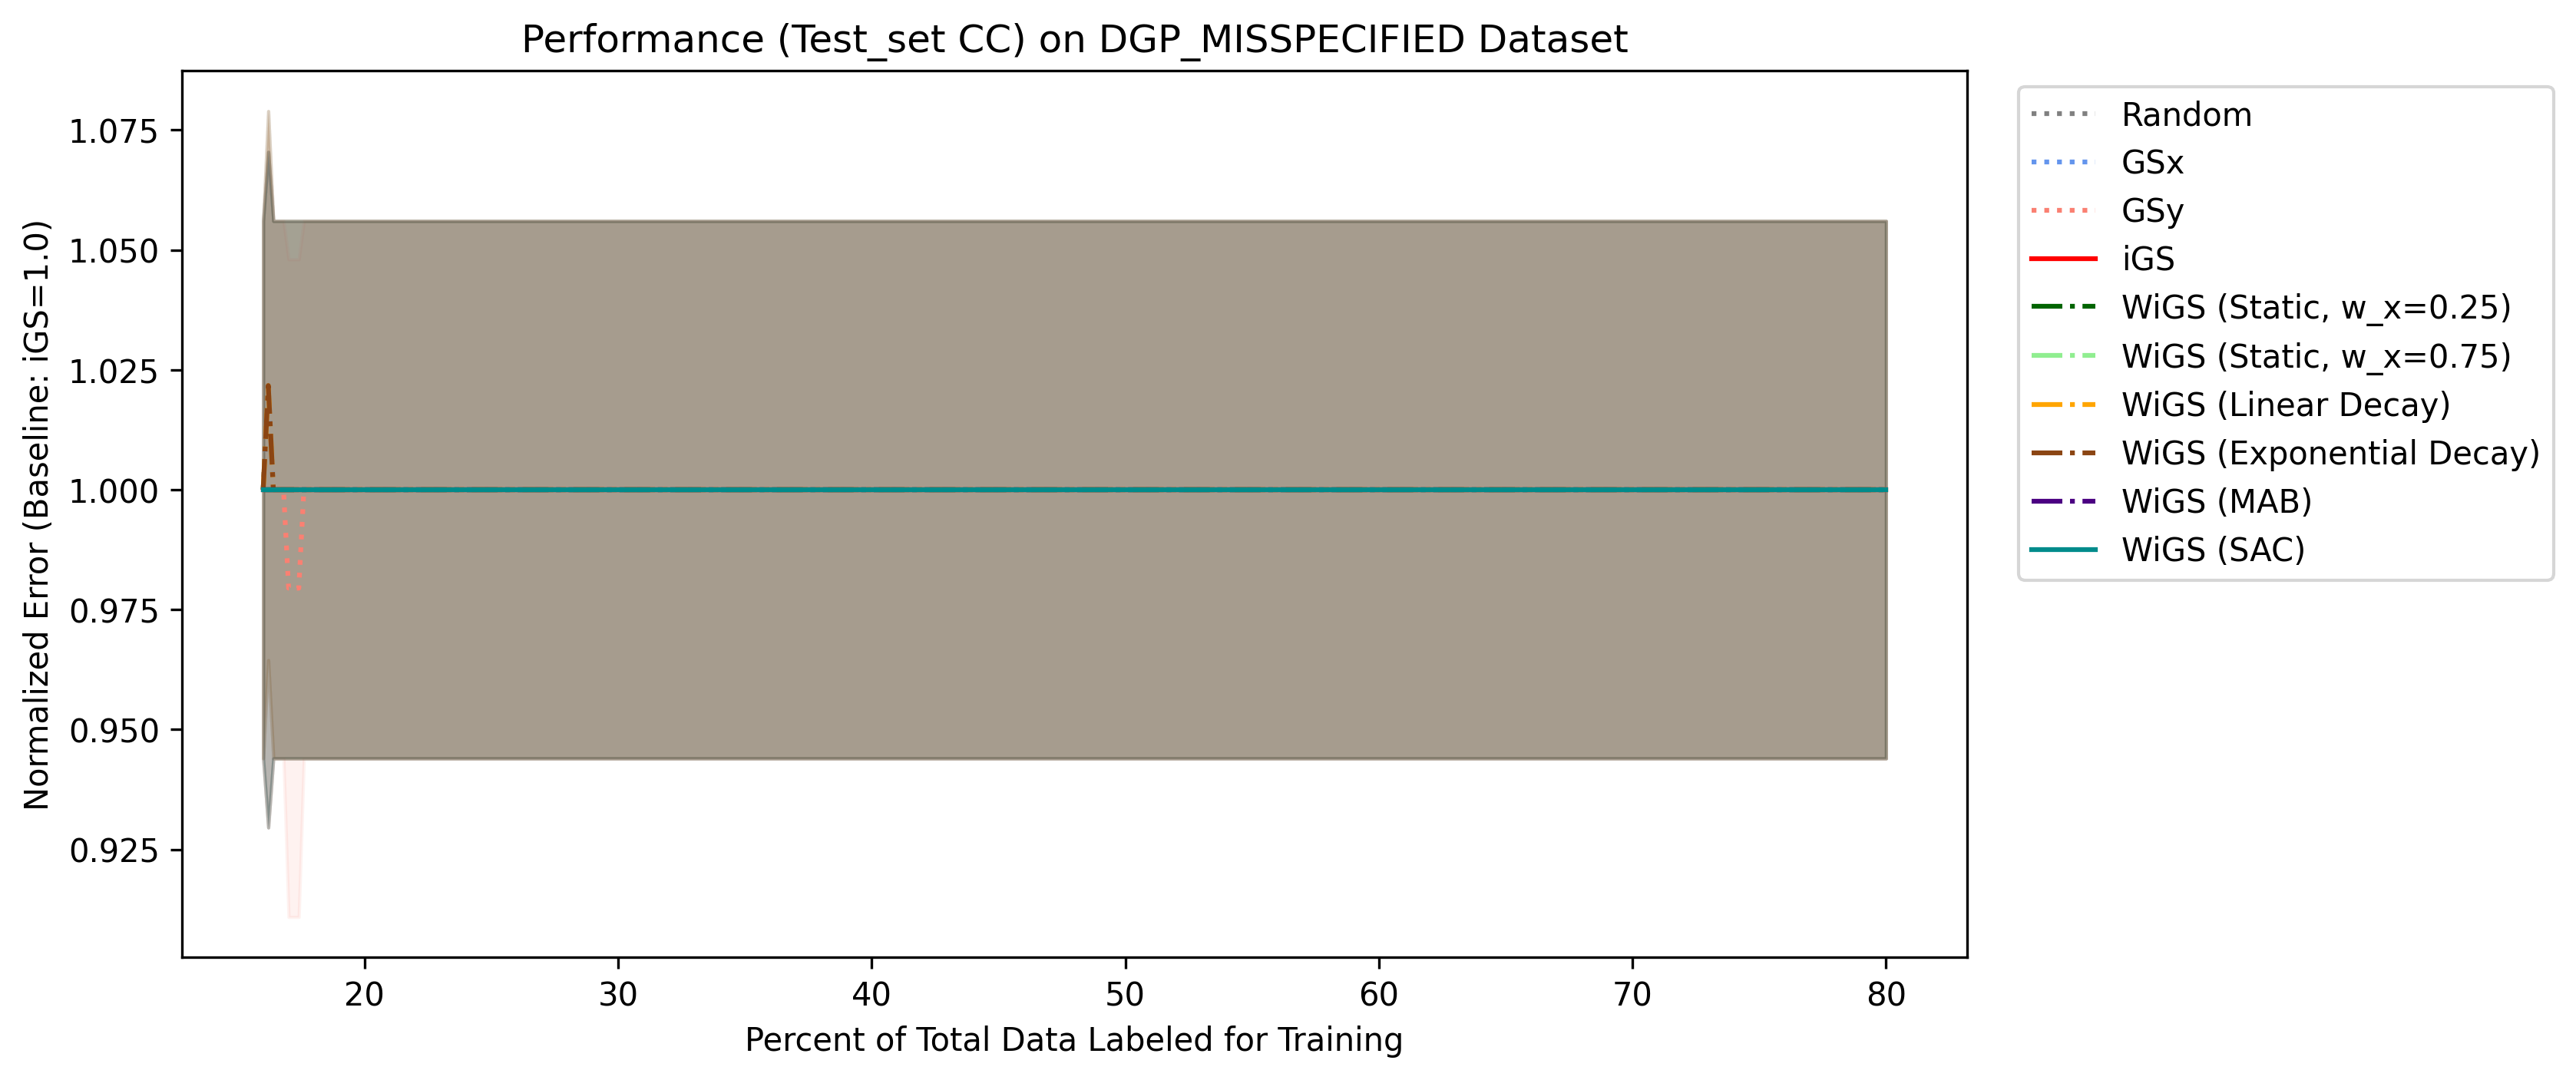 Performance (Test_set CC) on DGP_MISSPECIFIED Dataset
Normalized Error (Baseline: iGS=1.0)
1.075
1.050
1.025
1.000
0.975
0.950
0.925
20
30
40
50
60
70
80
Percent of Total Data Labeled for Training
Random
GSx
GSy
iGS
WiGS (Static, w_x=0.25)
WiGS (Static, w_x=0.75)
WiGS (Linear Decay)
WiGS (Exponential Decay)
WiGS (MAB)
WiGS (SAC)